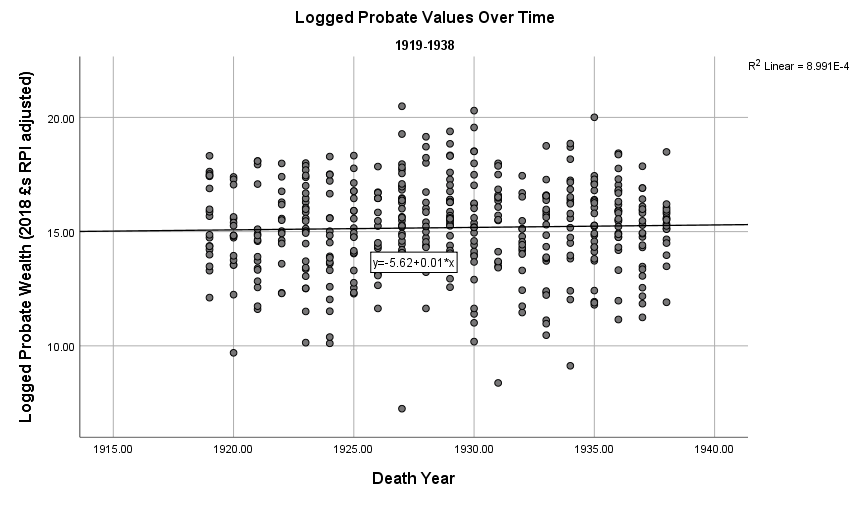 Logged Probate Values Over Time
1919-1938
R2 Linear = 8.991E-4
Logged Probate Wealth (2018 £s RPI adjusted)
20.00
15.00
10.00
y=-5.62+0.01*x
1915.00 1920.00 1925.00 1930.00 1935.00 1940.00
Death Year